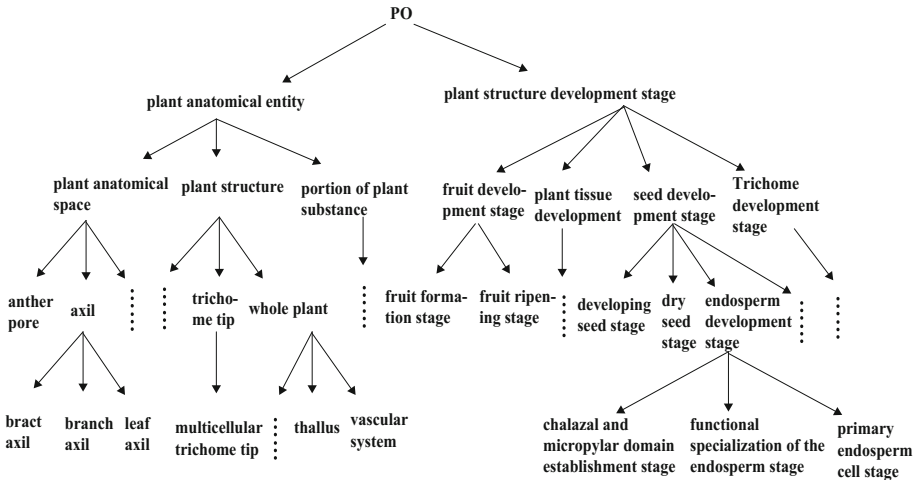 PO
plant anatomical entity
plant structure development stage
plant anatomical
space
plant structure
portion of plant
substance
fruit develo-
pment stage
plant tissue
development
seed develo-
pment stage
Trichome
development
stage
anther
pore
axil
tricho-
me tip
whole plant
fruit forma-
tion stage
fruit ripen-
ing stage
developing
seed stage
dry
seed
stage
endosperm
development
stage
bract
axil
branch
axil
leaf
axil
multicellular
trichome tip
thallus
vascular
system
chalazal and
micropylar domain
establishment stage
functional
specialization of the
endosperm stage
primary
endosperm
cell stage